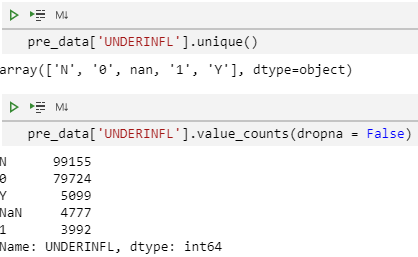 M↓
pre_data['UNDERINFL'].unique()
array(['N', '0', nan, '1', 'Y'], dtype=object)
M↓
pre_data['UNDERINFL'].value_counts(dropna = False)
N 99155
0 79724
Y 5099
NaN 4777
1 3992
Name: UNDERINFL, dtype: int64